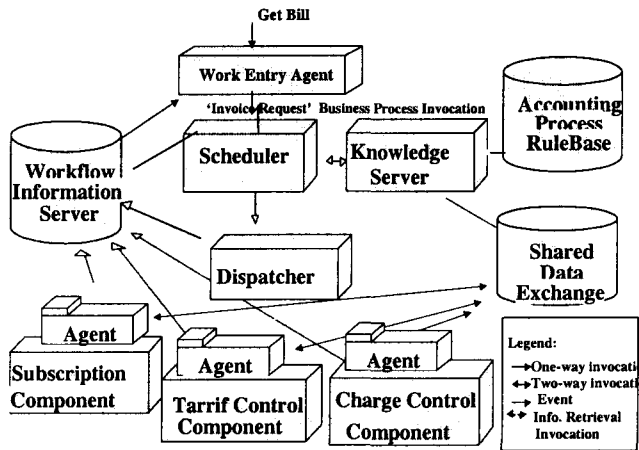 Get Bill
Work Entry Agent
'Invoice Request' Business Process Invocation
Accounting
Process
RuleBase
Scheduler
Knowledge
Server
Workflow
Information
Server
Dispatcher
Shared
Data
Exchange
Agent
Subscription
Component
Agent
Tarrif Control
Component
Agent
Charge Control
Component
Legend:
One-way invocati
Two-way invocati
Event
Info. Retrieval
Invocation